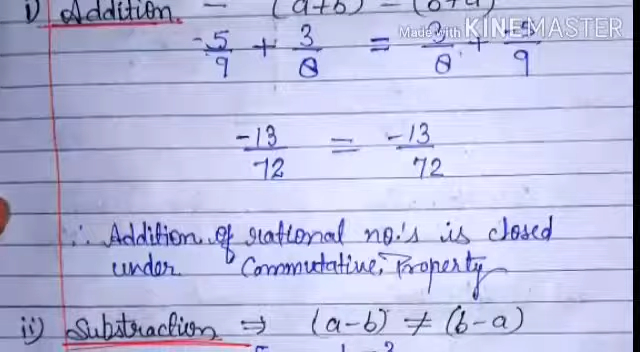 i) Addition - (a+b) = (b+a)
Made with KINEMASTER
-5/9 + 3/8 = 3/8 + -5/9
-13/72 = -13/72
∴ Addition of rational no.'s is closed
under Commutative, Property
ii) Substraction ⇒ (a-b) ≠ (b-a)